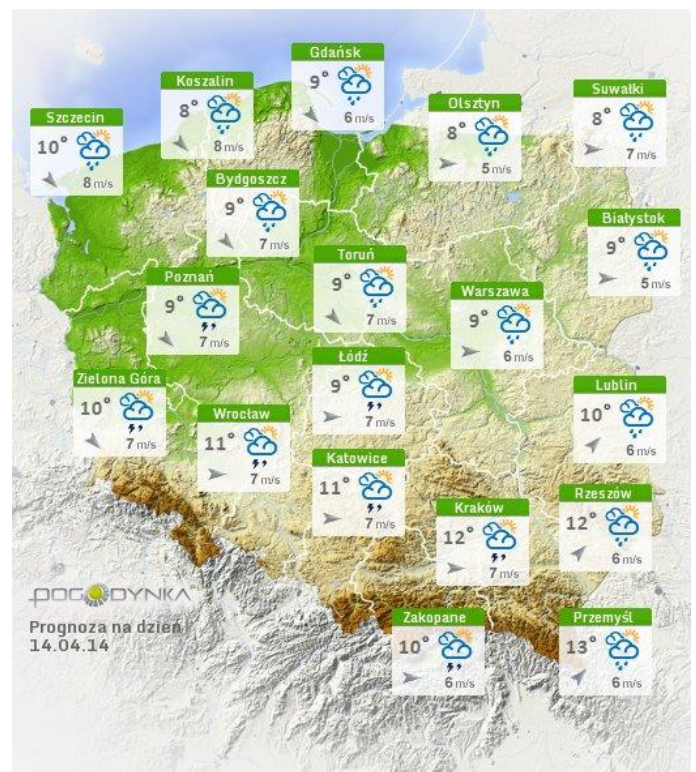 Gdańsk
9°
6 m/s
Koszalin
8°
8 m/s
Suwałki
8°
7 m/s
Olsztyn
8°
5 m/s
Szczecin
10°
8 m/s
Bydgoszcz
9°
7 m/s
Białystok
9°
5 m/s
Toruń
9°
7 m/s
Poznań
9°
7 m/s
Warszawa
9°
6 m/s
Łódź
9°
7 m/s
Zielona Góra
10°
7 m/s
Lublin
10°
6 m/s
Wrocław
11°
7 m/s
Katowice
11°
7 m/s
Rzeszów
12°
6 m/s
Kraków
12°
7 m/s
POGODYNKA
Prognoza na dzień
14.04.14
Zakopane
10°
6 m/s
Przemyśl
13°
6 m/s